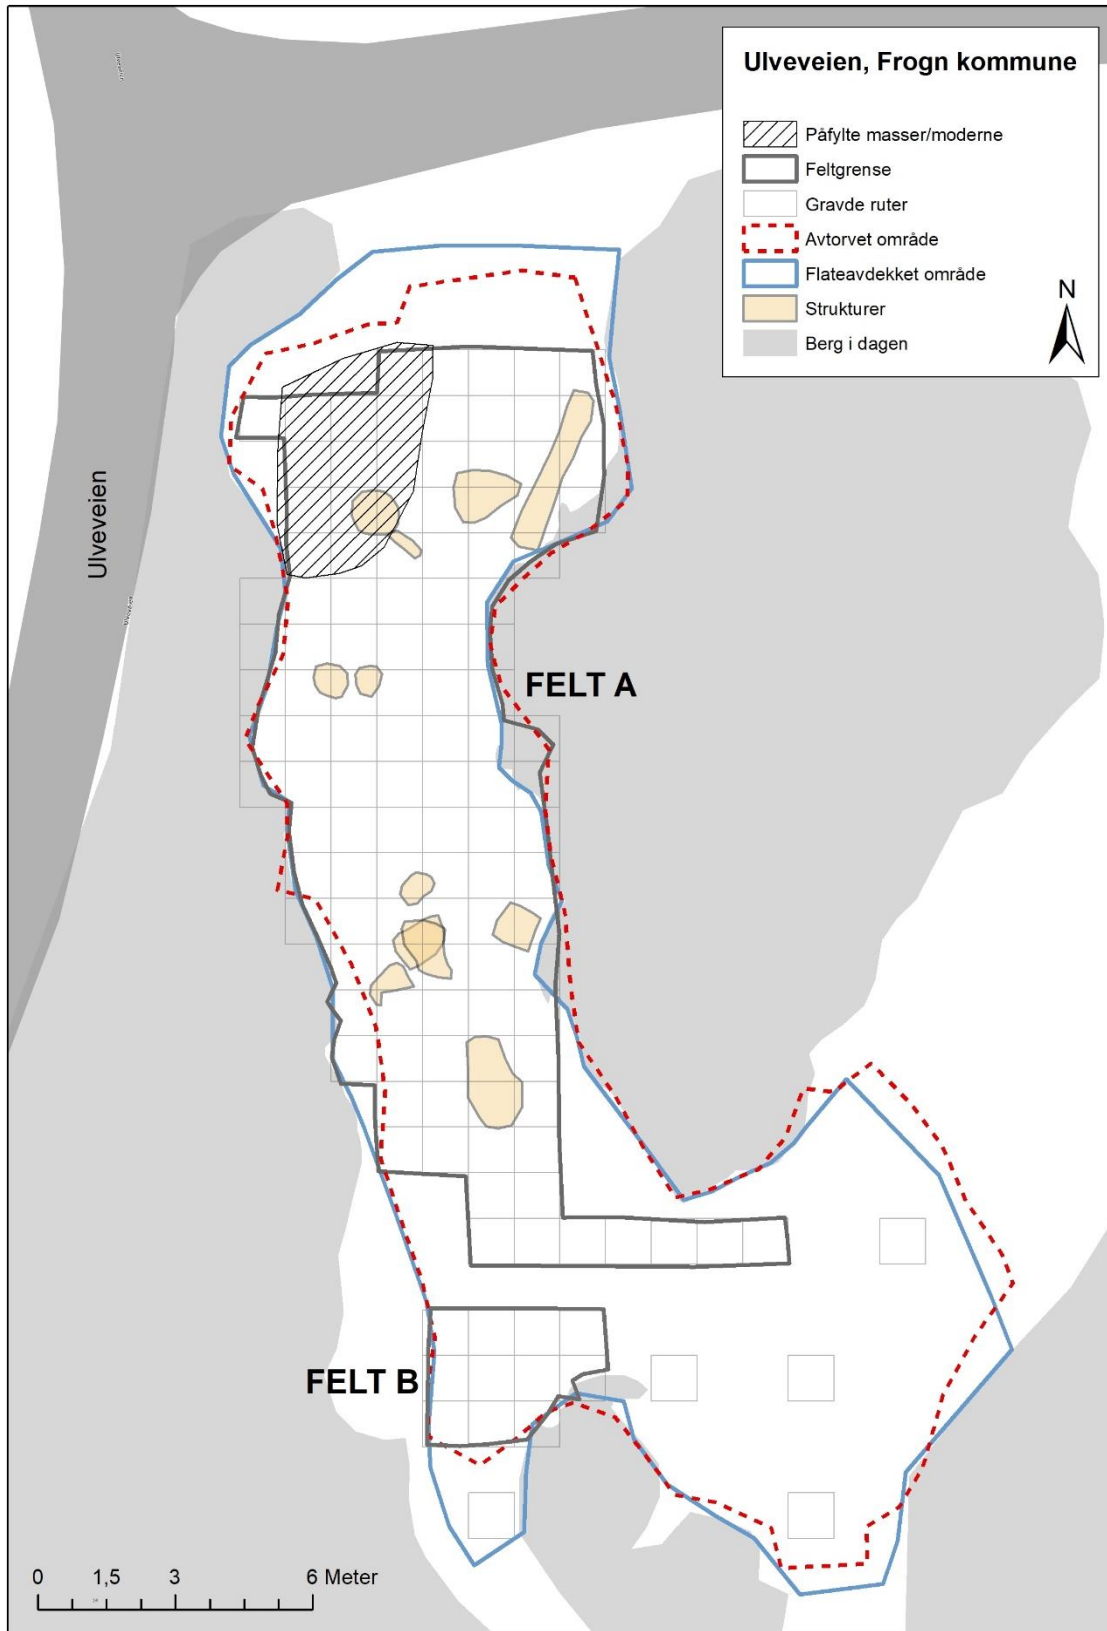 Ulveveien, Frogn kommune
Påfylte masser/moderne
Feltgrense
Gravde ruter
Avtorvet område
Flateavdekket område
Strukturer
Berg i dagen
N
Ulveveien
FELT A
FELT B
0 1,5 3 6 Meter